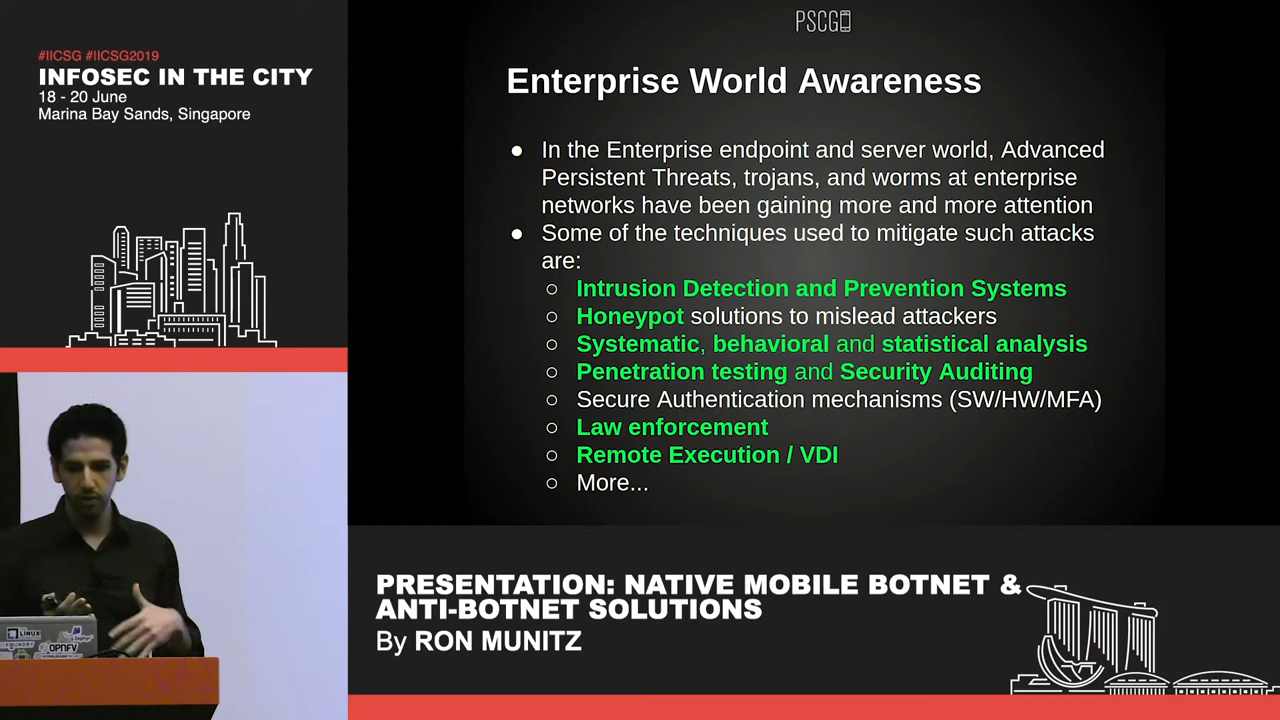 #IICSG #IICSG2019
INFOSEC IN THE CITY
18 - 20 June
Marina Bay Sands, Singapore
PSCG
Enterprise World Awareness
● In the Enterprise endpoint and server world, Advanced
Persistent Threats, trojans, and worms at enterprise
networks have been gaining more and more attention
● Some of the techniques used to mitigate such attacks
are:
○ Intrusion Detection and Prevention Systems
○ Honeypot solutions to mislead attackers
○ Systematic, behavioral and statistical analysis
○ Penetration testing and Security Auditing
○ Secure Authentication mechanisms (SW/HW/MFA)
○ Law enforcement
○ Remote Execution / VDI
○ More...
LINUX
OPNFV
PRESENTATION: NATIVE MOBILE BOTNET &
ANTI-BOTNET SOLUTIONS
By RON MUNITZ